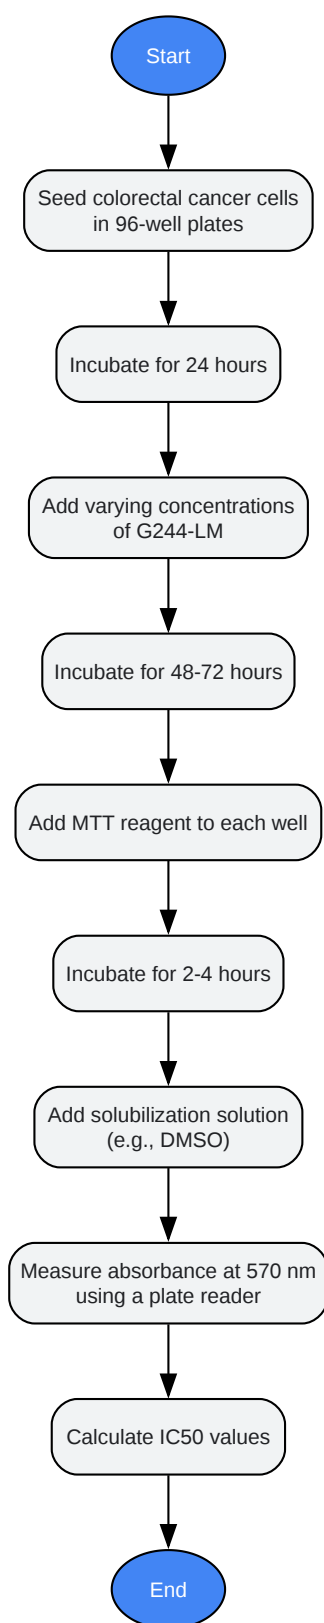 Start
Seed colorectal cancer cells
in 96-well plates
Incubate for 24 hours
Add varying concentrations
of G244-LM
Incubate for 48-72 hours
Add MTT reagent to each well
Incubate for 2-4 hours
Add solubilization solution
(e.g., DMSO)
Measure absorbance at 570 nm
using a plate reader
Calculate IC50 values
End